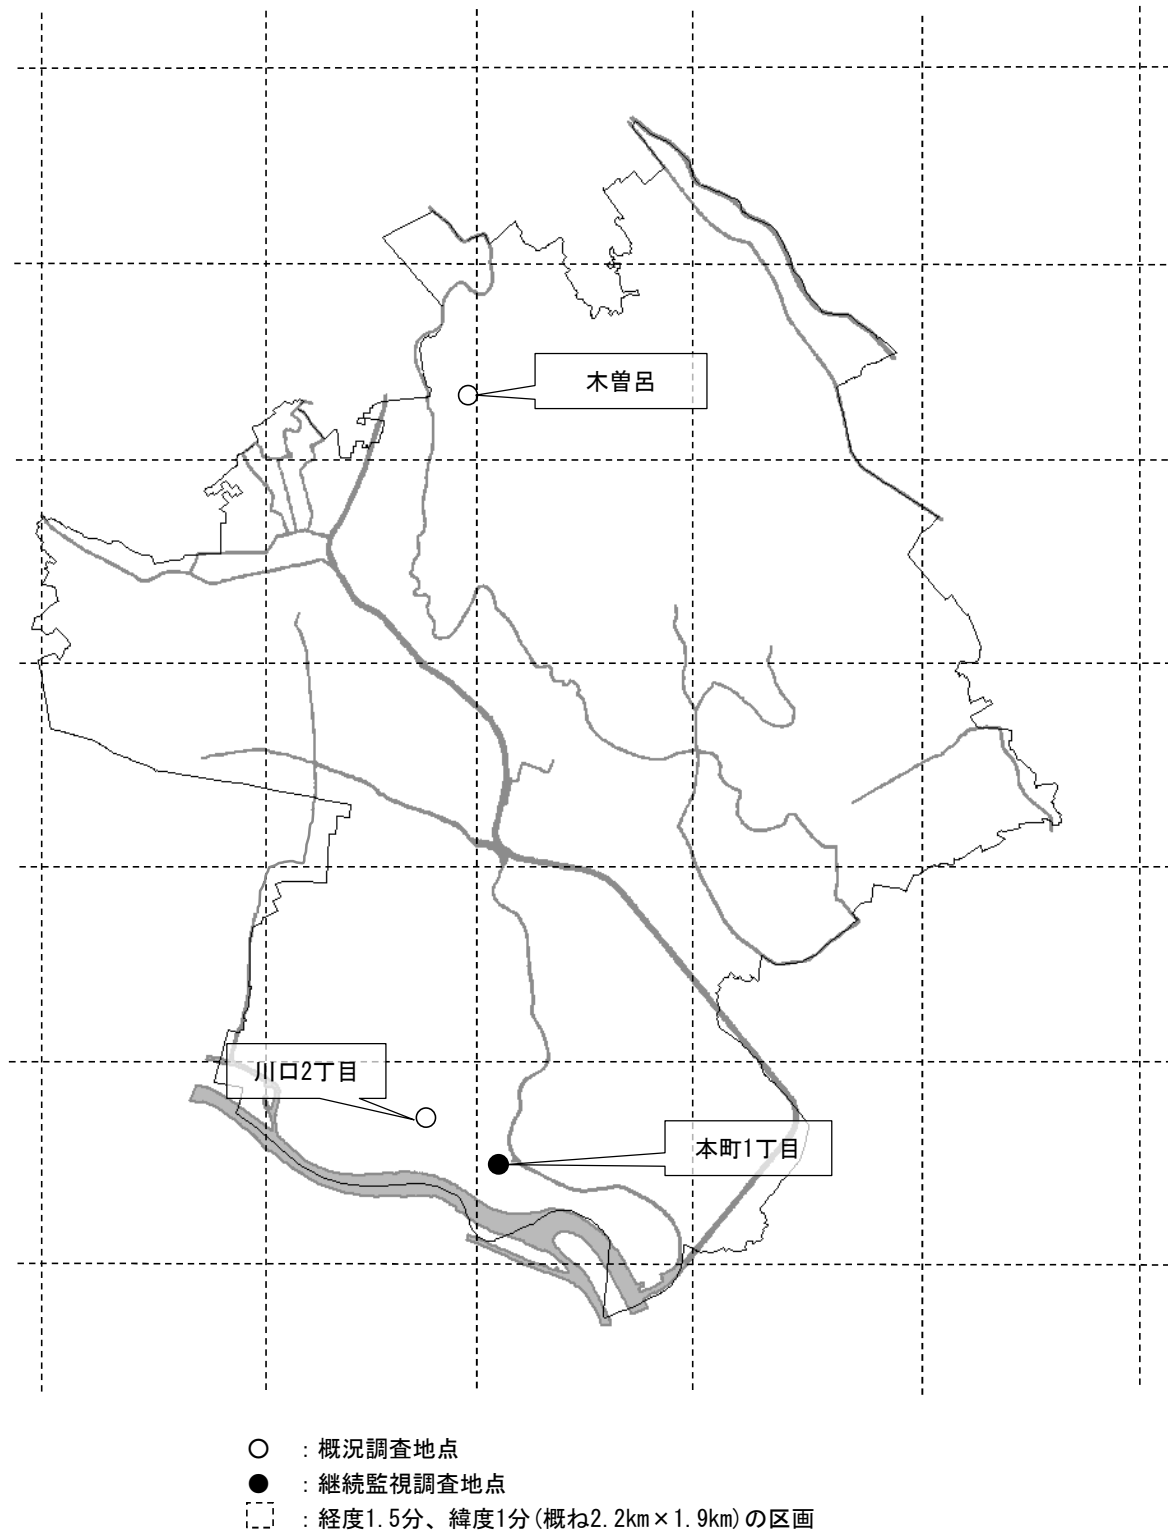 木曽呂
川口2丁目
本町1丁目
○ : 概況調査地点
● : 継続監視調査地点
: 経度1.5分、緯度1分(概ね2.2km×1.9km)の区画